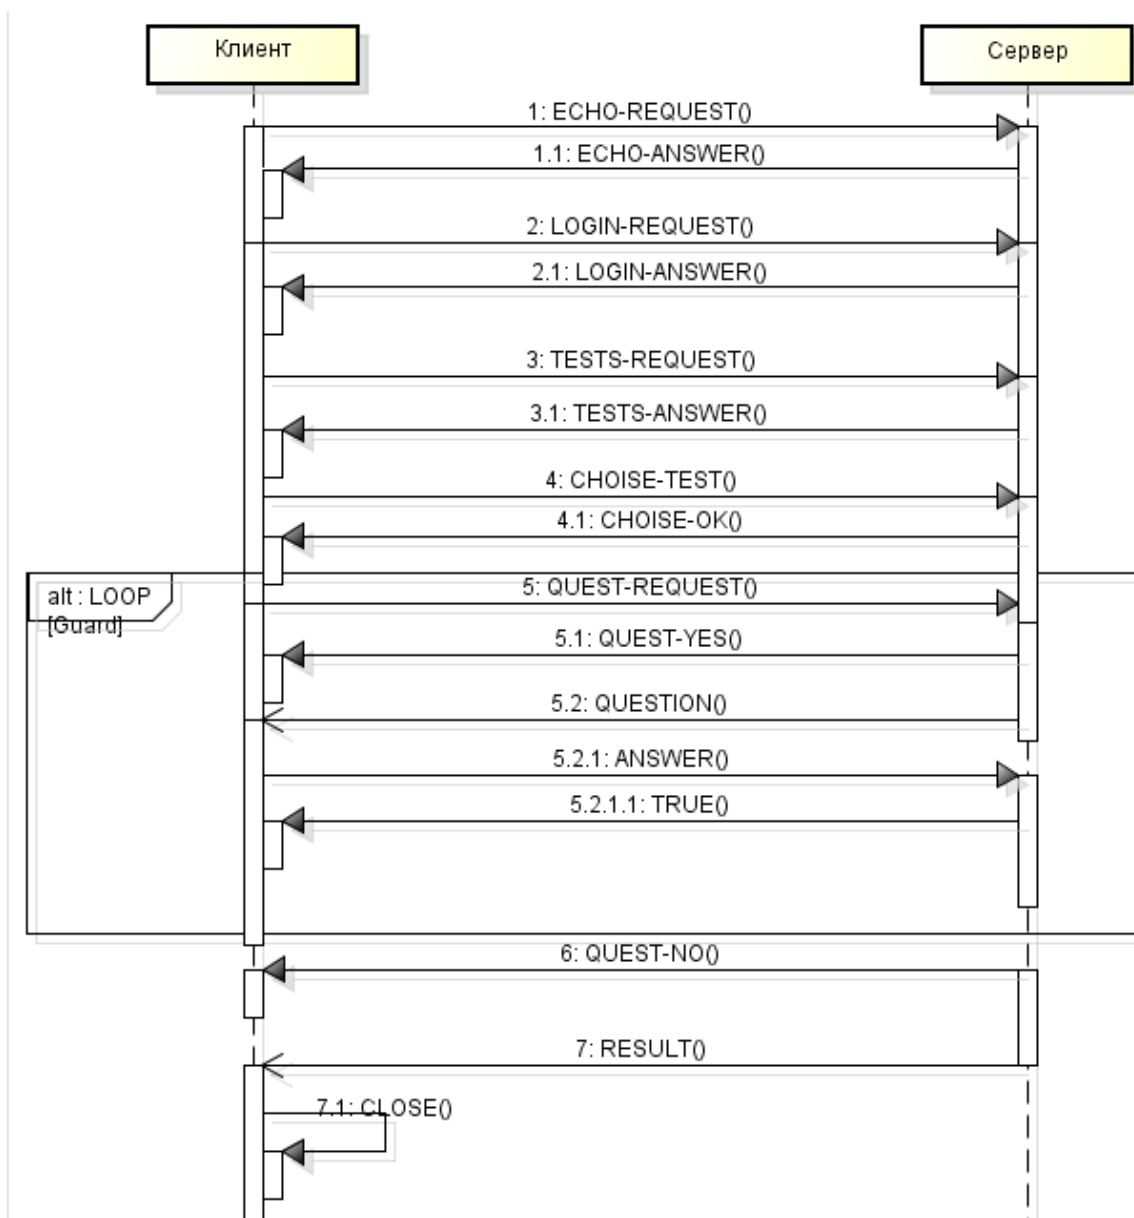 Клиент
Сервер
1: ECHO-REQUEST()
1.1: ECHO-ANSWER()
2: LOGIN-REQUEST()
2.1: LOGIN-ANSWER()
3: TESTS-REQUEST()
3.1: TESTS-ANSWER()
4: CHOISE-TEST()
4.1: CHOISE-OK()
alt : LOOP
[Guard]
5: QUEST-REQUEST()
5.1: QUEST-YES()
5.2: QUESTION()
5.2.1: ANSWER()
5.2.1.1: TRUE()
6: QUEST-NO()
7: RESULT()
7.1: CLOSE()